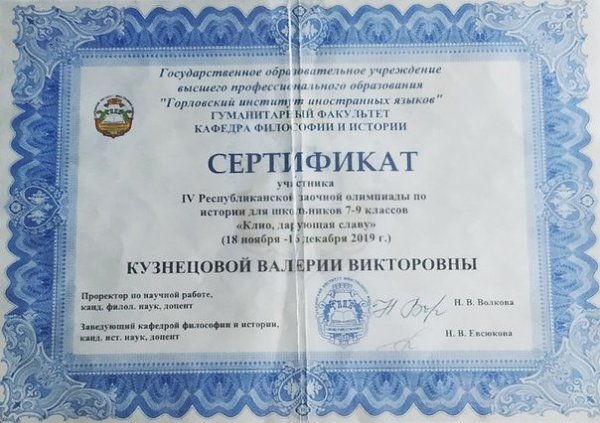 Государственное образовательное учреждение
высшего профессионального образования
"Горловский институт иностранных языков"
ГУМАНИТАРНЫЙ ФАКУЛЬТЕТ
КАФЕДРА ФИЛОСОФИИ И ИСТОРИИ
СЕРТИФИКАТ
участника
IV Республиканской заочной олимпиады по
истории для школьников 7-9 классов
«Клио, дарующая славу»
(18 ноября -16 декабря 2019 г.)
КУЗНЕЦОВОЙ ВАЛЕРИИ ВИКТОРОВНЫ
Проректор по научной работе,
канд. филол. наук, доцент
Н. В. Волкова
Заведующий кафедрой философии и истории,
канд. ист. наук, доцент
Н. В. Евсюкова